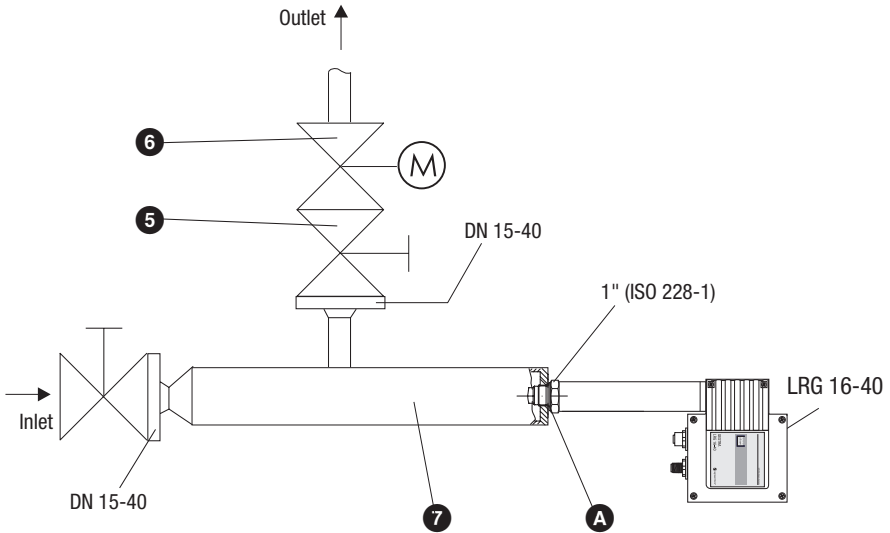 Outlet
6
M
5
DN 15-40
1" (ISO 228-1)
LRG 16-40
Inlet
DN 15-40
7
A